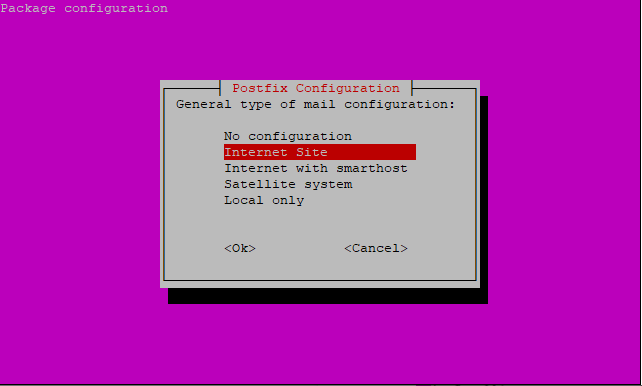 Package configuration
Postfix Configuration
General type of mail configuration:
No configuration
Internet Site
Internet with smarthost
Satellite system
Local only
<Ok> <Cancel>